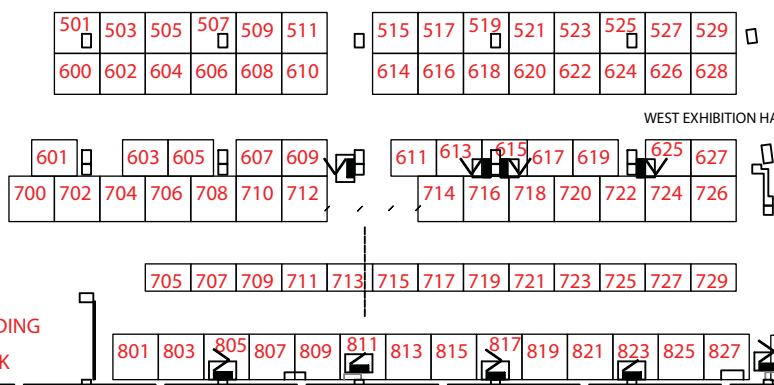 501 503 505 507 509 511 515 517 519 521 523 525 527 529
600 602 604 606 608 610 614 616 618 620 622 624 626 628
WEST EXHIBITION HA
601 603 605 607 609 611 613 615 617 619 625 627
700 702 704 706 708 710 712 714 716 718 720 722 724 726
705 707 709 711 713 715 717 719 721 723 725 727 729
DING
K
801 803 805 807 809 811 813 815 817 819 821 823 825 827